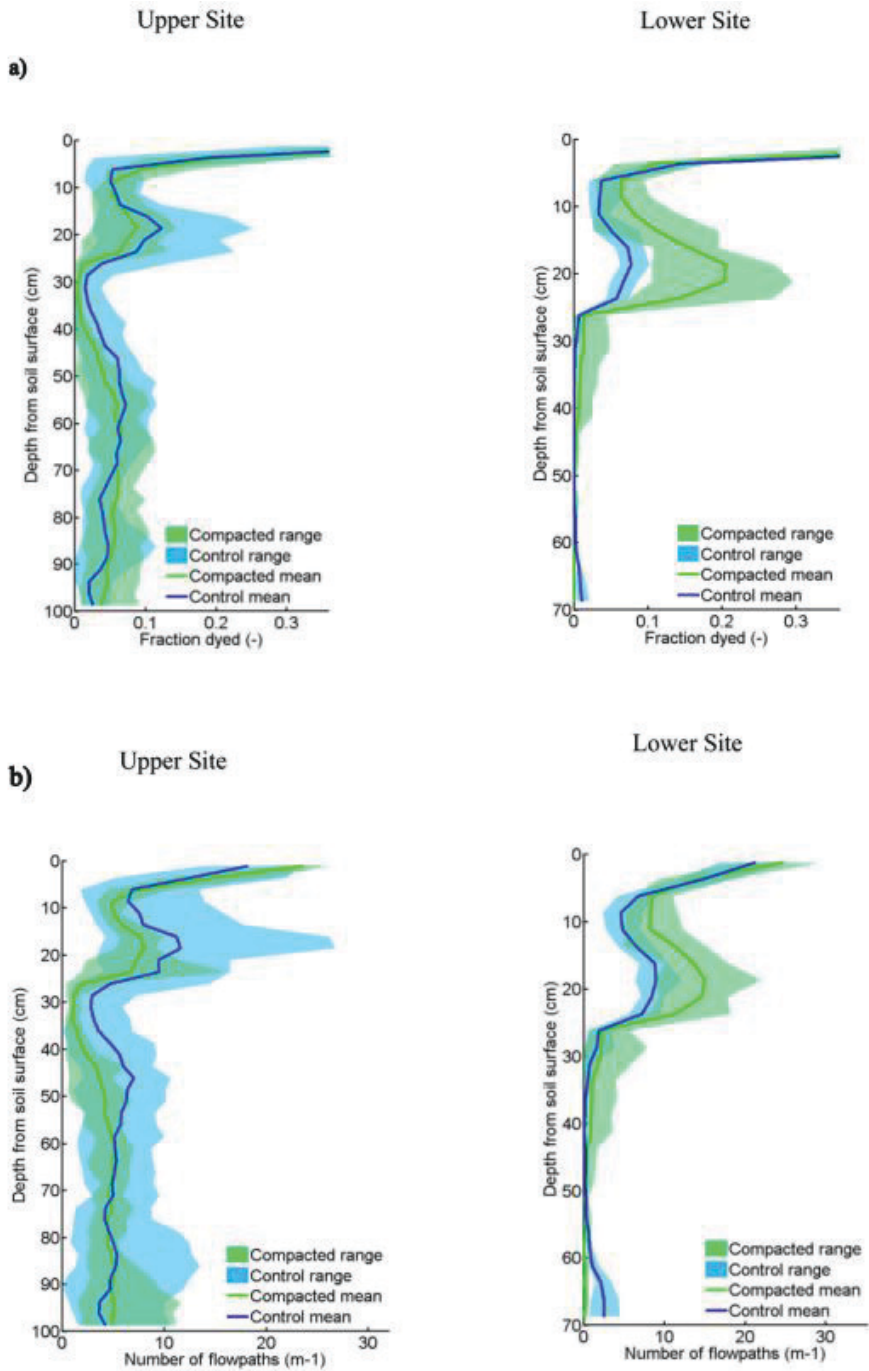 Upper Site
Lower Site
a)
0
10
20
30
40
50
60
70
80
90
100
Depth from soil surface (cm)
0
0.1
0.2
0.3
Fraction dyed (-)
Compacted range
Control range
Compacted mean
Control mean
0
10
20
30
40
50
60
70
Depth from soil surface (cm)
0
0.1
0.2
0.3
Fraction dyed (-)
Compacted range
Control range
Compacted mean
Control mean
Upper Site
Lower Site
b)
0
10
20
30
40
50
60
70
80
90
100
Depth from soil surface (cm)
0
10
20
30
Number of flowpaths (m-1)
Compacted range
Control range
Compacted mean
Control mean
0
10
20
30
40
50
60
70
Depth from soil surface (cm)
0
10
20
30
Number of flowpaths (m-1)
Compacted range
Control range
Compacted mean
Control mean